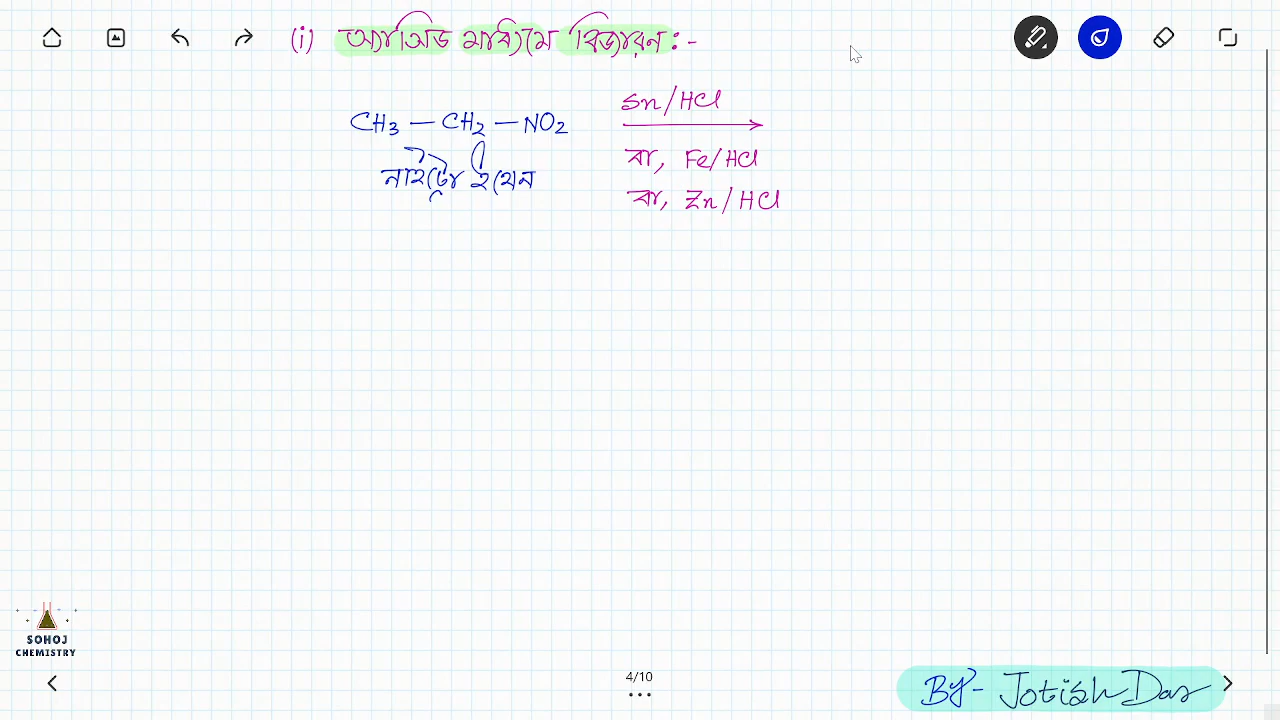 (i) অ্যাসিড মাধ্যমে বিজারন :-
CH3 — CH2 — NO2
নাইট্রো ইথেন
Sn/HCl
বা, Fe/HCl
বা, Zn/HCl
SOHOJ
CHEMISTRY
4/10
BY- Jotish Das